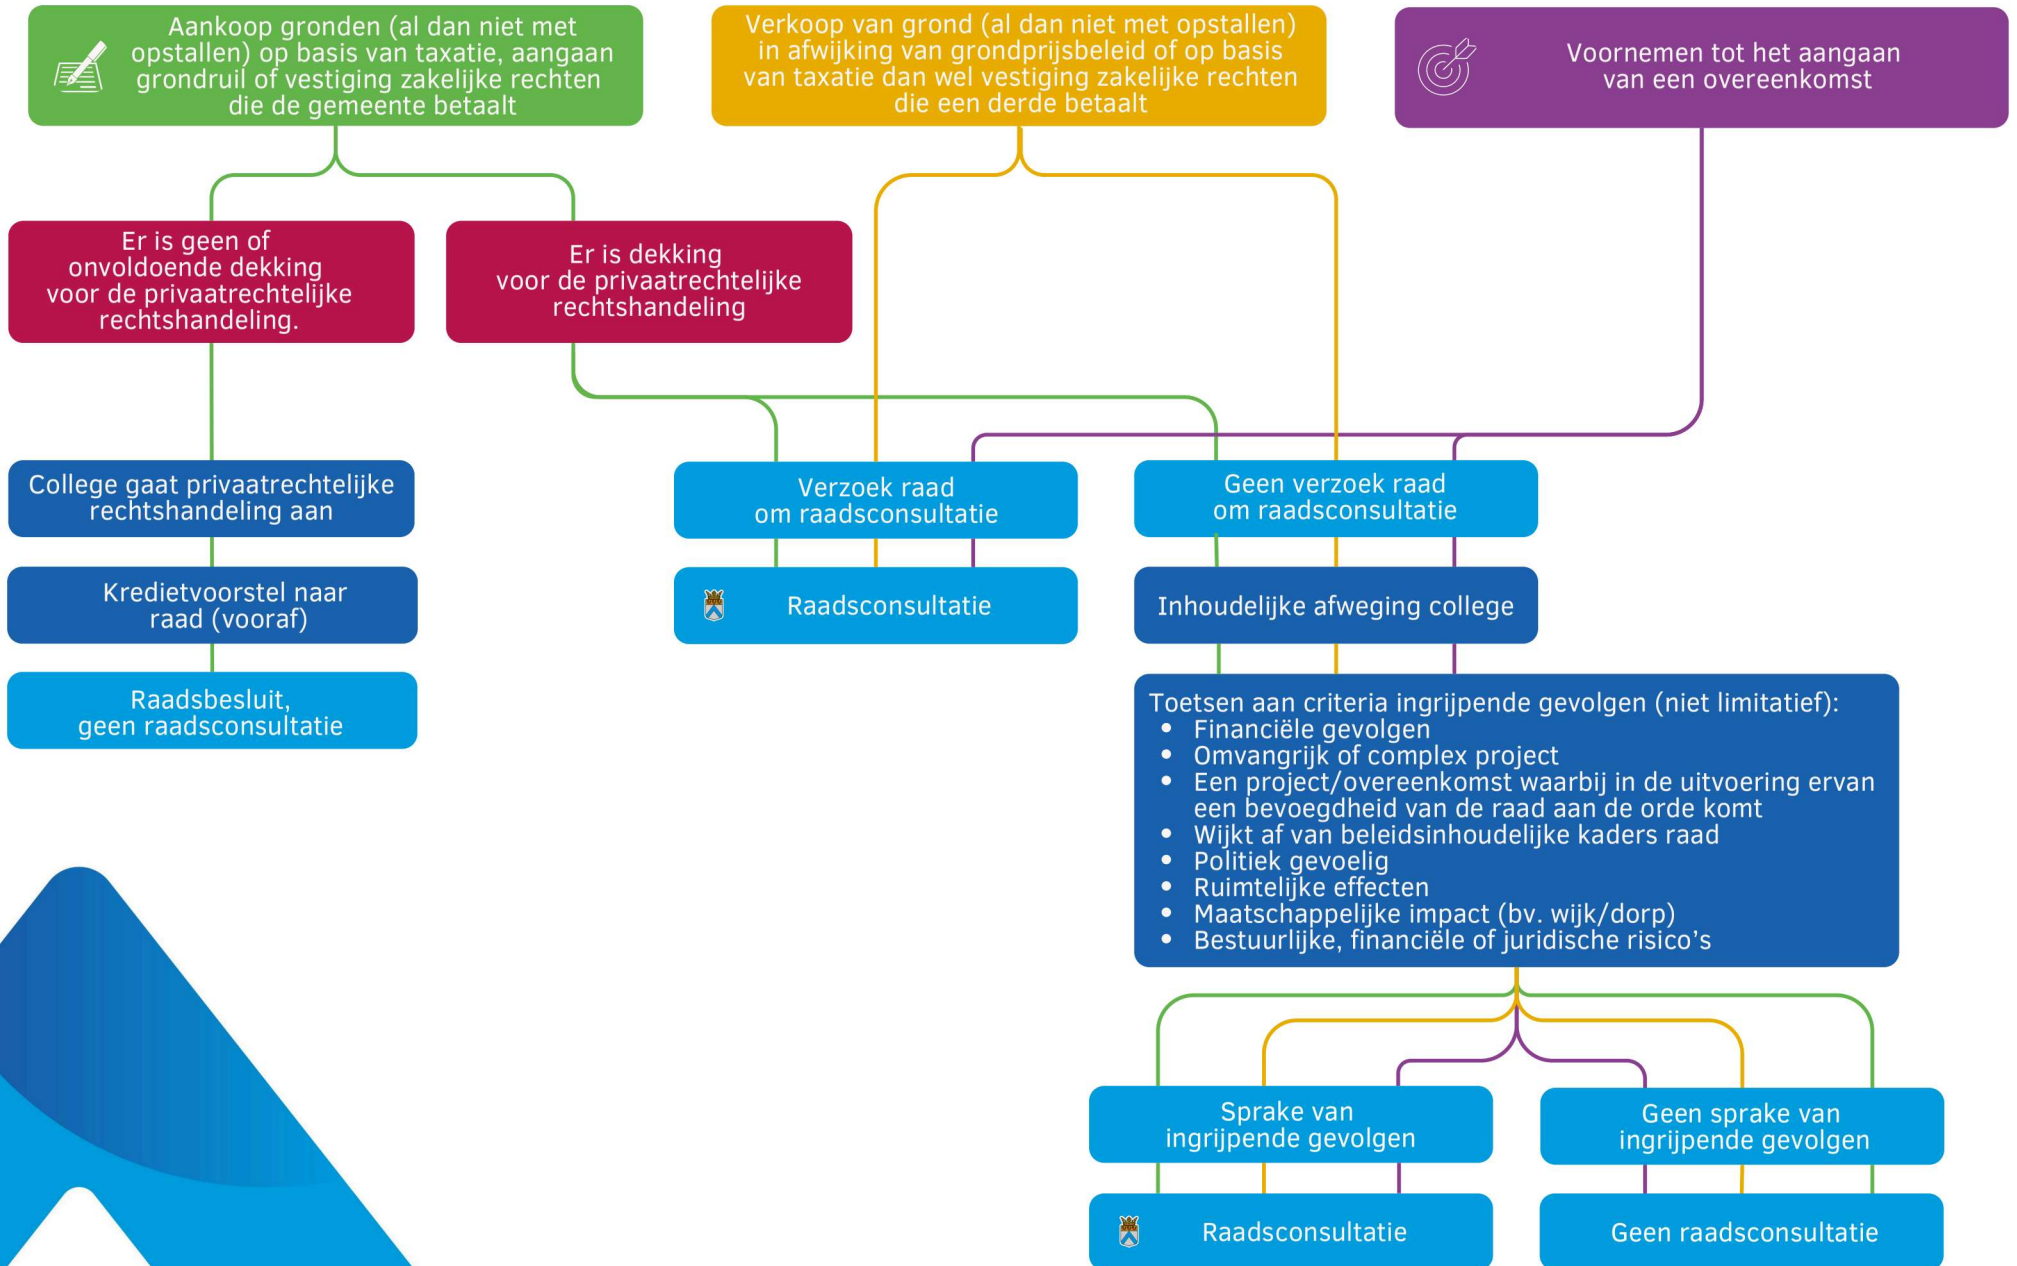 Aankoop gronden (al dan niet met
opstallen) op basis van taxatie, aangaan
grondruil of vestiging zakelijke rechten
die de gemeente betaalt
Verkoop van grond (al dan niet met opstallen)
in afwijking van grondprijsbeleid of op basis
van taxatie dan wel vestiging zakelijke rechten
die een derde betaalt
Voornemen tot het aangaan
van een overeenkomst
Er is geen of
onvoldoende dekking
voor de privaatrechtelijke
rechtshandeling.
Er is dekking
voor de privaatrechtelijke
rechtshandeling
College gaat privaatrechtelijke
rechtshandeling aan
Verzoek raad
om raadsconsultatie
Geen verzoek raad
om raadsconsultatie
Kredietvoorstel naar
raad (vooraf)
Raadsconsultatie
Inhoudelijke afweging college
Raadsbesluit,
geen raadsconsultatie
Toetsen aan criteria ingrijpende gevolgen (niet limitatief):
• Financiële gevolgen
• Omvangrijk of complex project
• Een project/overeenkomst waarbij in de uitvoering ervan
een bevoegdheid van de raad aan de orde komt
• Wijkt af van beleidsinhoudelijke kaders raad
• Politiek gevoelig
• Ruimtelijke effecten
• Maatschappelijke impact (bv. wijk/dorp)
• Bestuurlijke, financiële of juridische risico’s
Sprake van
ingrijpende gevolgen
Geen sprake van
ingrijpende gevolgen
Raadsconsultatie
Geen raadsconsultatie